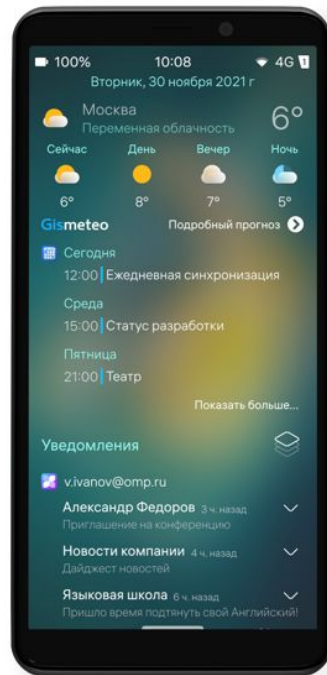 100% 10:08 4G 1
Вторник, 30 ноября 2021 г
Москва 6°
Переменная облачность
Сейчас День Вечер Ночь
6° 8° 7° 5°
Gismeteo Подробный прогноз
Сегодня
12:00 Ежедневная синхронизация
Среда
15:00 Статус разработки
Пятница
21:00 Театр
Показать больше...
Уведомления
v.ivanov@omp.ru
Александр Федоров 3 ч. назад
Приглашение на конференцию
Новости компании 4 ч. назад
Дайджест новостей
Языковая школа 6 ч. назад
Пришло время подтянуть свой Английский!